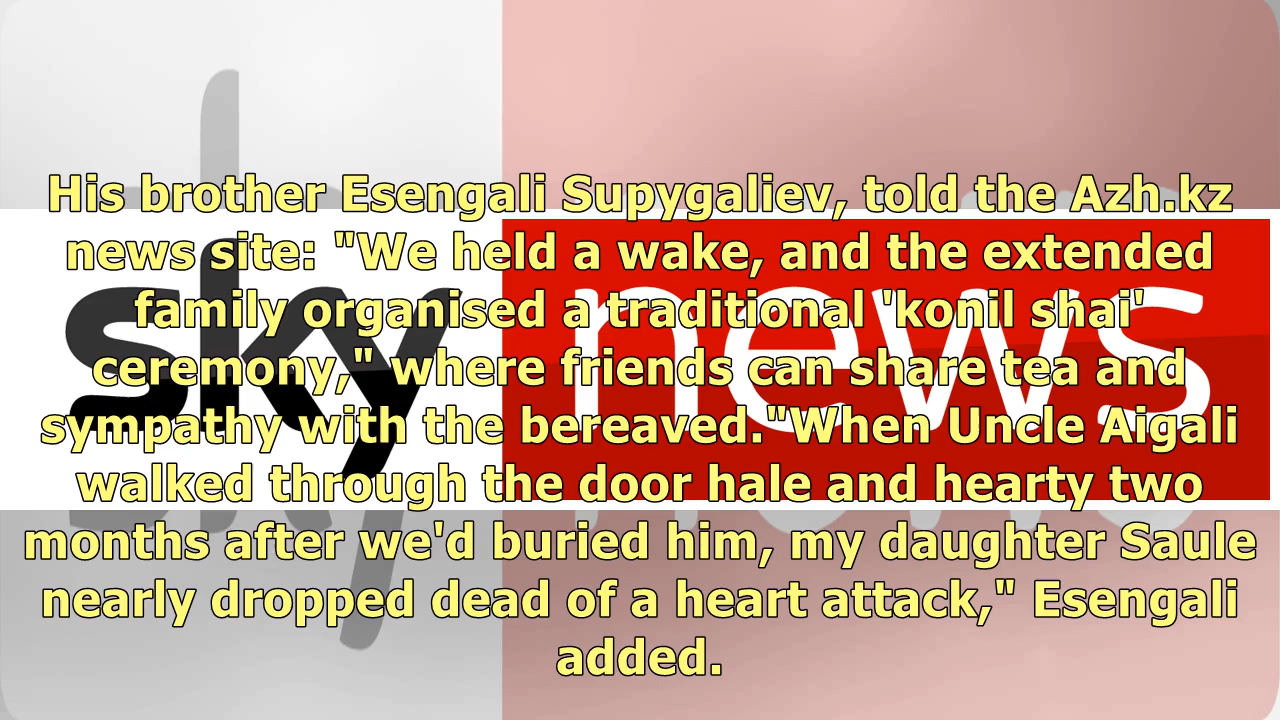 His brother Esengali Supygaliev, told the Azh.kz
news site: "We held a wake, and the extended
family organised a traditional 'konil shai'
ceremony," where friends can share tea and
sympathy with the bereaved."When Uncle Aigali
walked through the door hale and hearty two
months after we'd buried him, my daughter Saule
nearly dropped dead of a heart attack," Esengali
added.
sky news